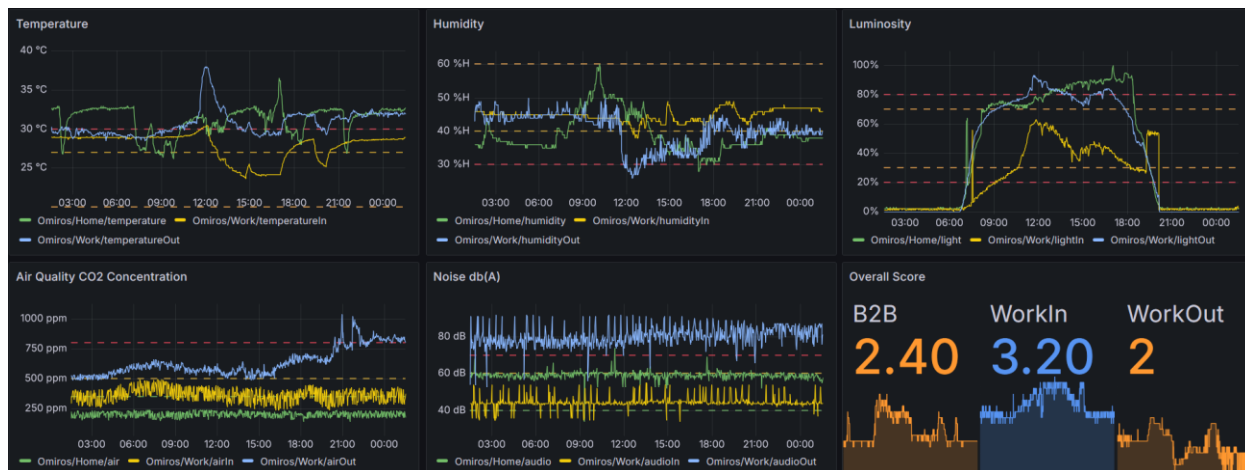 Temperature
40 °C
35 °C
30 °C
25 °C
03:00 06:00 09:00 12:00 15:00 18:00 21:00 00:00
Omiros/Home/temperature Omiros/Work/temperatureIn
Omiros/Work/temperatureOut
Humidity
60 %H
50 %H
40 %H
30 %H
03:00 06:00 09:00 12:00 15:00 18:00 21:00 00:00
Omiros/Home/humidity Omiros/Work/humidityIn
Omiros/Work/humidityOut
Luminosity
100%
80%
60%
40%
20%
0%
03:00 06:00 09:00 12:00 15:00 18:00 21:00 00:00
Omiros/Home/light Omiros/Work/lightIn Omiros/Work/lightOut
Air Quality CO2 Concentration
1000 ppm
750 ppm
500 ppm
250 ppm
03:00 06:00 09:00 12:00 15:00 18:00 21:00 00:00
Omiros/Home/air Omiros/Work/airIn Omiros/Work/airOut
Noise db(A)
80 dB
60 dB
40 dB
03:00 06:00 09:00 12:00 15:00 18:00 21:00 00:00
Omiros/Home/audio Omiros/Work/audioIn Omiros/Work/audioOut
Overall Score
B2B WorkIn WorkOut
2.40 3.20 2